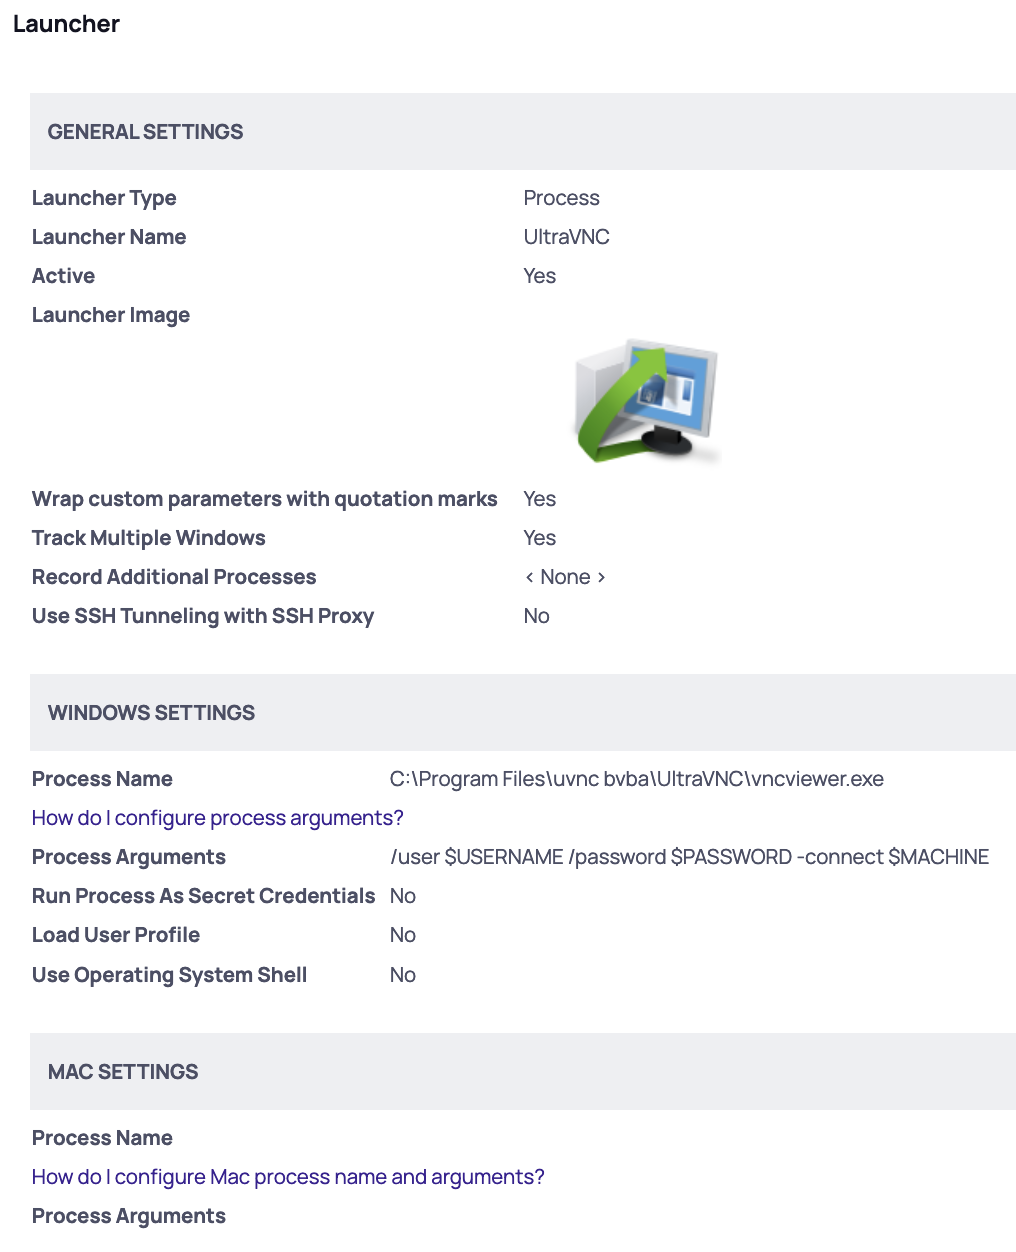 Launcher
GENERAL SETTINGS
Launcher Type Process
Launcher Name UltraVNC
Active Yes
Launcher Image
Wrap custom parameters with quotation marks Yes
Track Multiple Windows Yes
Record Additional Processes < None >
Use SSH Tunneling with SSH Proxy No
WINDOWS SETTINGS
Process Name C:\Program Files\uvnc bvba\UltraVNC\vncviewer.exe
How do I configure process arguments?
Process Arguments /user $USERNAME /password $PASSWORD -connect $MACHINE
Run Process As Secret Credentials No
Load User Profile No
Use Operating System Shell No
MAC SETTINGS
Process Name
How do I configure Mac process name and arguments?
Process Arguments